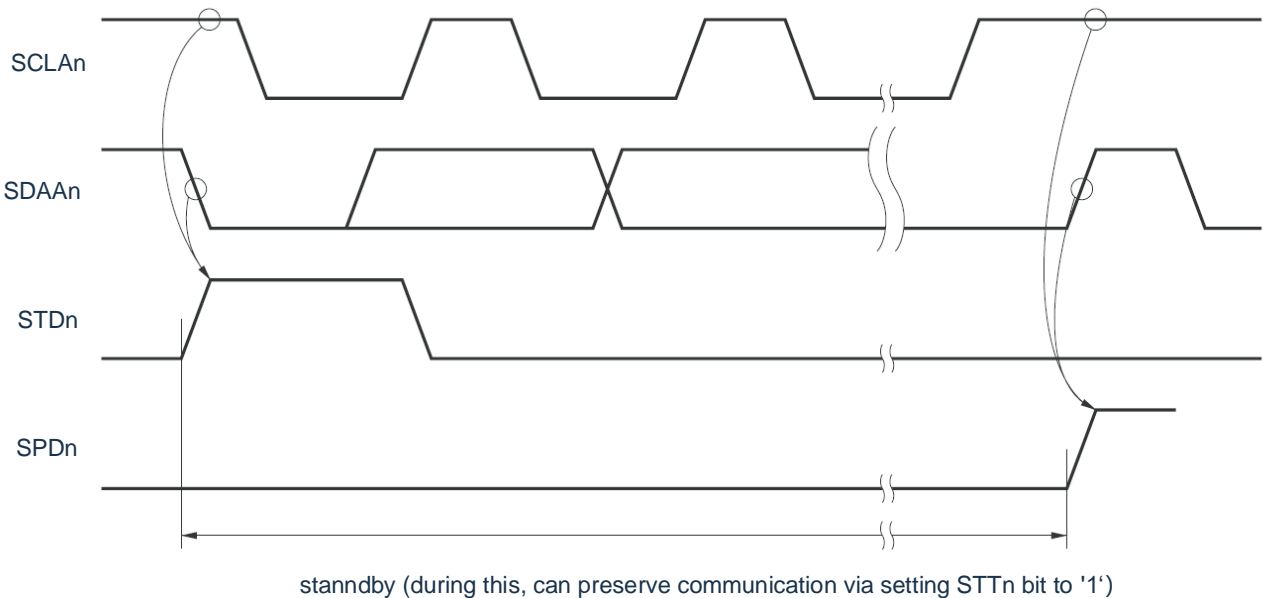 SCLAn
SDAAn
STDn
SPDn
stanndby (during this, can preserve communication via setting STTn bit to '1‘)